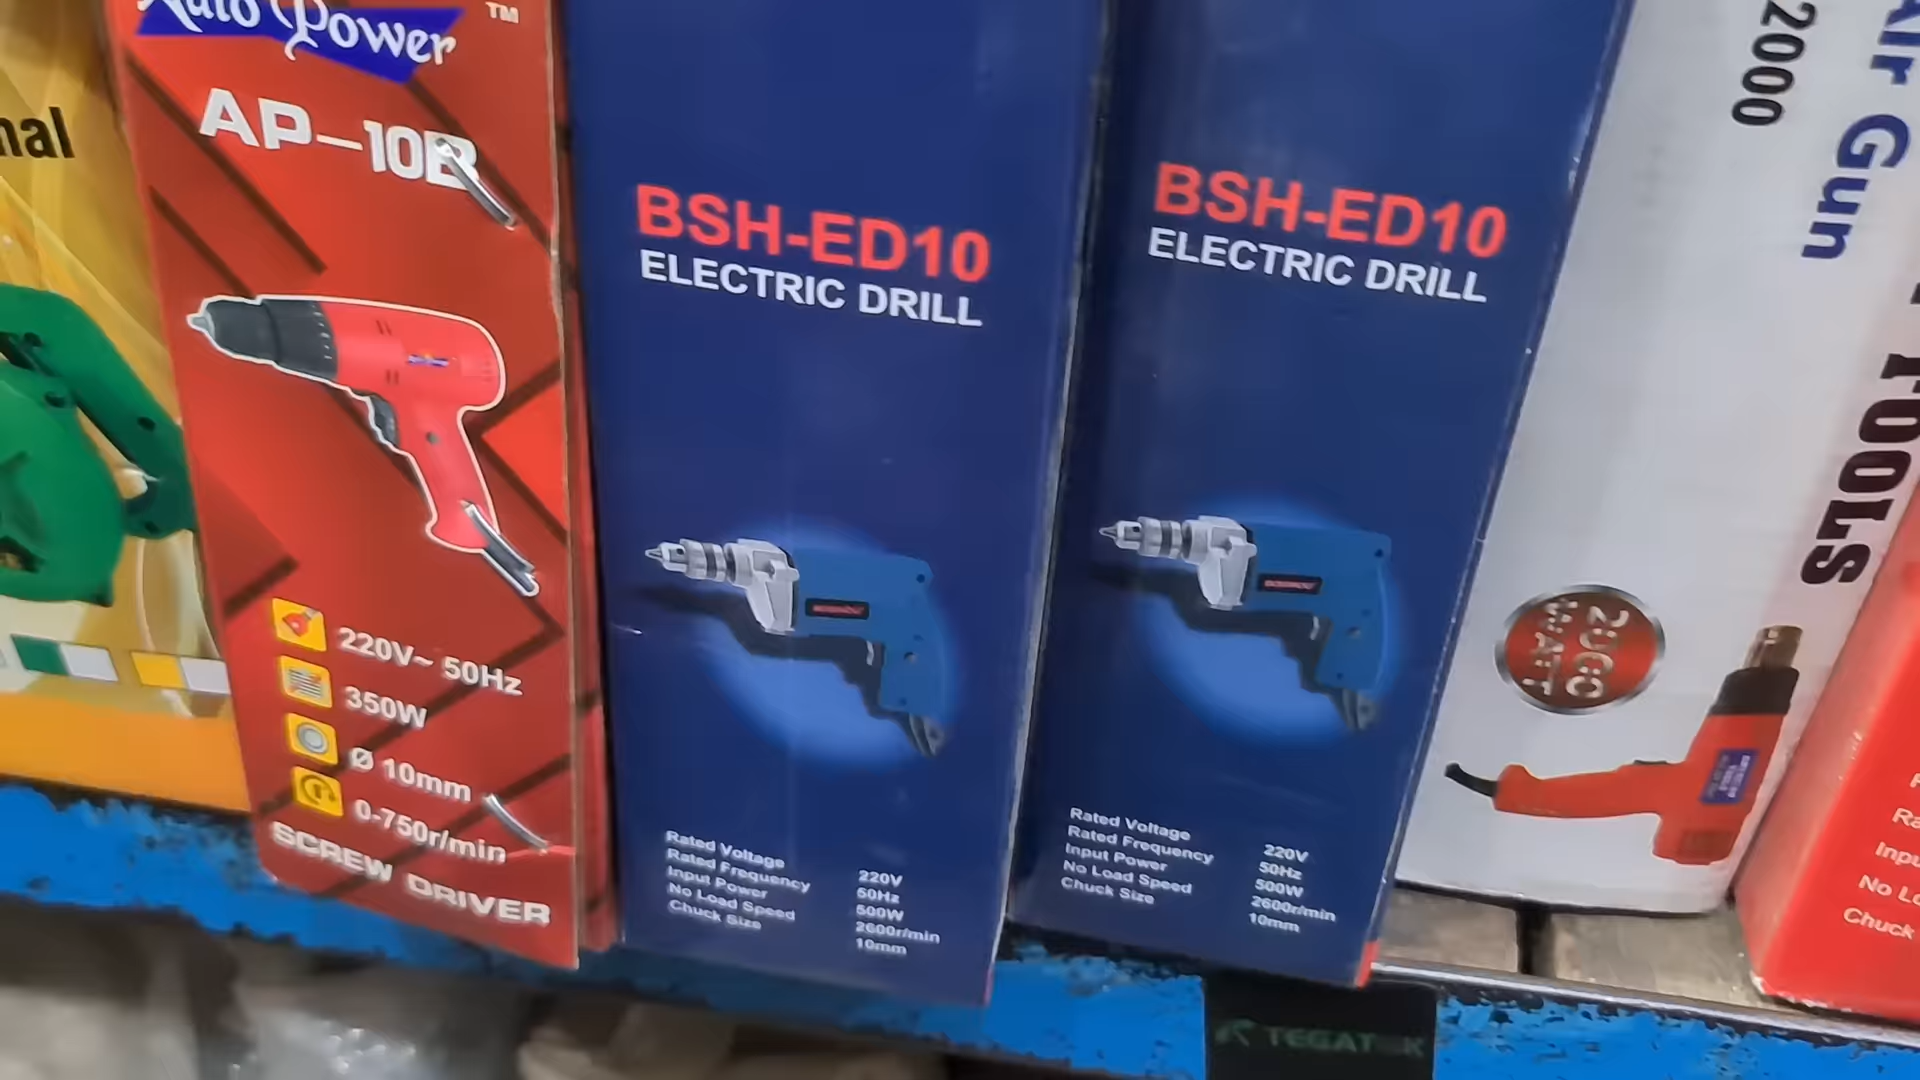 Auto Power
TM
AP-10B
220V~ 50Hz
350W
Ø 10mm
0-750r/min
SCREW DRIVER
BSH-ED10
ELECTRIC DRILL
Rated Voltage 220V
Rated Frequency 50Hz
Input Power 500W
No Load Speed 2600r/min
Chuck Size 10mm
BSH-ED10
ELECTRIC DRILL
Rated Voltage 220V
Rated Frequency 50Hz
Input Power 500W
No Load Speed 2600r/min
Chuck Size 10mm
2000
Air Gun
TOOLS
2000
WATT
No
Chuck